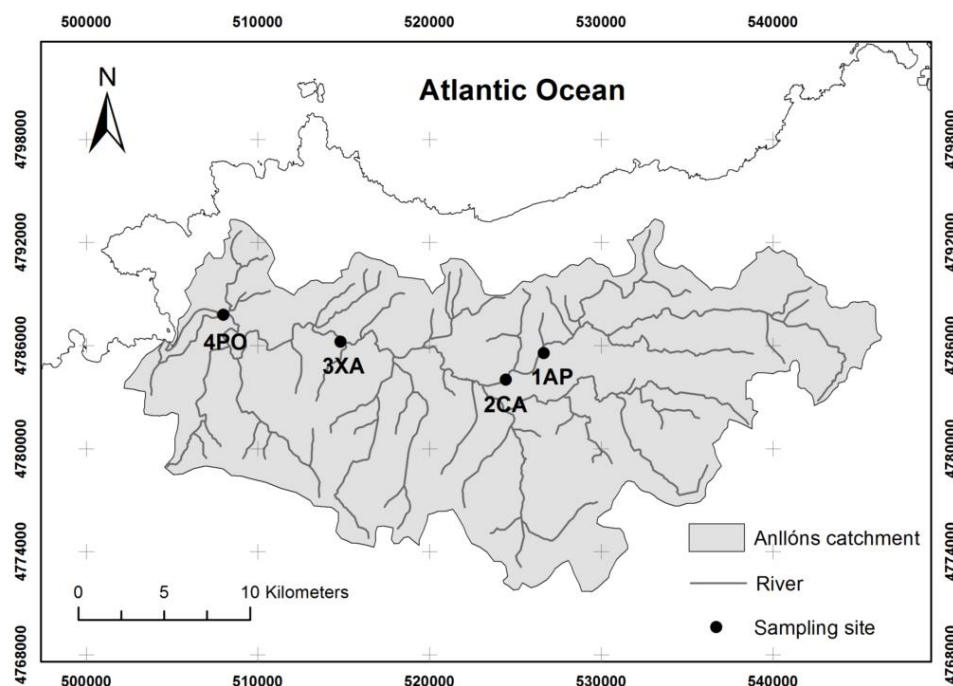 500000 510000 520000 530000 540000
N
Atlantic Ocean
4798000 4798000
4792000 4792000
4786000 4786000
4PO
3XA
1AP
2CA
4780000 4780000
4774000 4774000
Anllóns catchment
River
Sampling site
0 5 10 Kilometers
4768000 4768000
500000 510000 520000 530000 540000